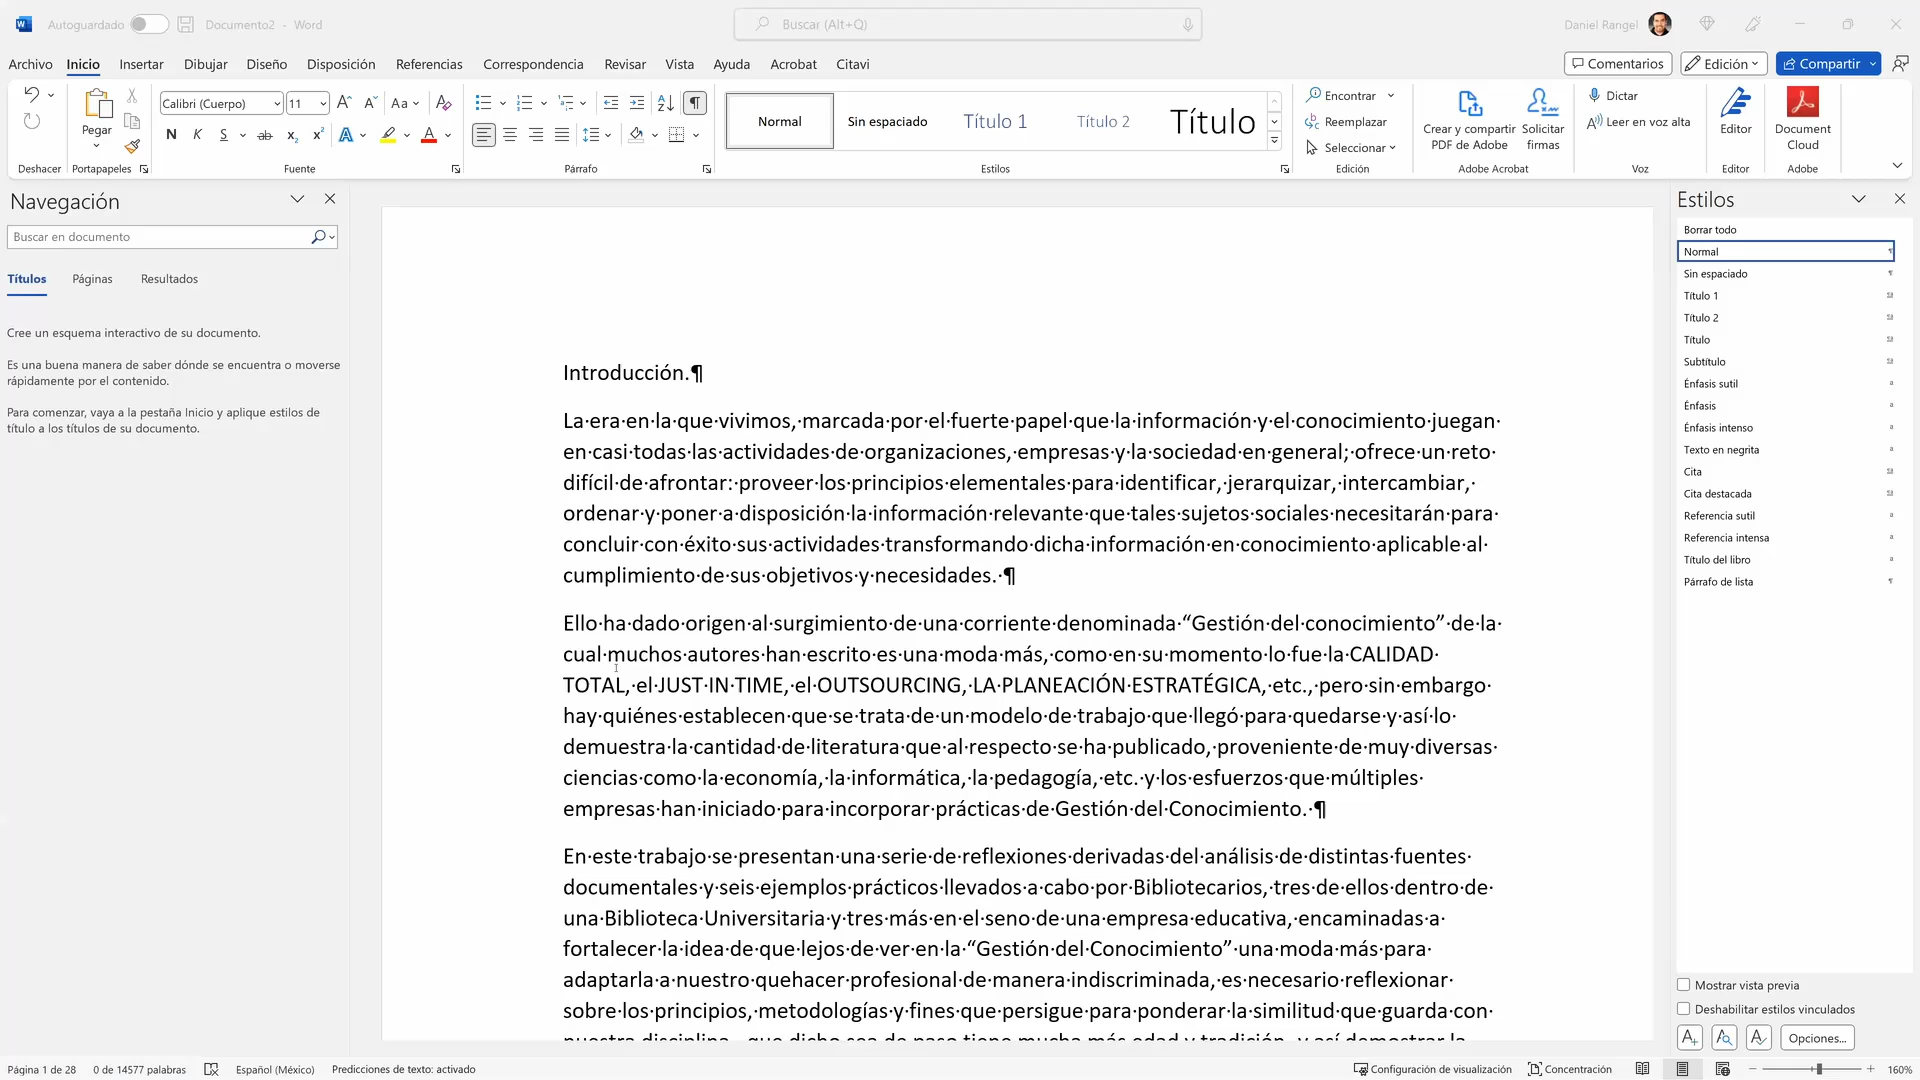 Autoguardado
Documento2 - Word
Buscar (Alt+Q)
Daniel Rangel
Archivo Inicio Insertar Dibujar Diseño Disposición Referencias Correspondencia Revisar Vista Ayuda Acrobat Citavi
Comentarios Edición Compartir
Pegar
Calibri (Cuerpo) 11
Aa
N K S ab x₂ x² A A
Normal Sin espaciado Título 1 Título 2 Título
Encontrar
Reemplazar
Seleccionar
Crear y compartir
PDF de Adobe
Solicitar
firmas
Dictar
Leer en voz alta
Editor
Document
Cloud
Deshacer Portapapeles Fuente Párrafo Estilos Edición Adobe Acrobat Voz Editor Adobe
Navegación
Buscar en documento
Títulos Páginas Resultados
Cree un esquema interactivo de su documento.
Es una buena manera de saber dónde se encuentra o moverse
rápidamente por el contenido.
Para comenzar, vaya a la pestaña Inicio y aplique estilos de
título a los títulos de su documento.
Introducción.¶
La·era·en·la·que·vivimos,·marcada·por·el·fuerte·papel·que·la·información·y·el·conocimiento·juegan·
en·casi·todas·las·actividades·de·organizaciones,·empresas·y·la·sociedad·en·general;·ofrece·un·reto·
difícil·de·afrontar:·proveer·los·principios·elementales·para·identificar,·jerarquizar,·intercambiar,·
ordenar·y·poner·a·disposición·la·información·relevante·que·tales·sujetos·sociales·necesitarán·para·
concluir·con·éxito·sus·actividades·transformando·dicha·información·en·conocimiento·aplicable·al·
cumplimiento·de·sus·objetivos·y·necesidades.·¶
Ello·ha·dado·origen·al·surgimiento·de·una·corriente·denominada·“Gestión·del·conocimiento”·de·la·
cual·muchos·autores·han·escrito·es·una·moda·más,·como·en·su·momento·lo·fue·la·CALIDAD·
TOTAL,·el·JUST·IN·TIME,·el·OUTSOURCING,·LA·PLANEACIÓN·ESTRATÉGICA,·etc.,·pero·sin·embargo·
hay·quiénes·establecen·que·se·trata·de·un·modelo·de·trabajo·que·llegó·para·quedarse·y·así·lo·
demuestra·la·cantidad·de·literatura·que·al·respecto·se·ha·publicado,·proveniente·de·muy·diversas·
ciencias·como·la·economía,·la·informática,·la·pedagogía,·etc.·y·los·esfuerzos·que·múltiples·
empresas·han·iniciado·para·incorporar·prácticas·de·Gestión·del·Conocimiento.·¶
En·este·trabajo·se·presentan·una·serie·de·reflexiones·derivadas·del·análisis·de·distintas·fuentes·
documentales·y·seis·ejemplos·prácticos·llevados·a·cabo·por·Bibliotecarios,·tres·de·ellos·dentro·de·
una·Biblioteca·Universitaria·y·tres·más·en·el·seno·de·una·empresa·educativa,·encaminadas·a·
fortalecer·la·idea·de·que·lejos·de·ver·en·la·“Gestión·del·Conocimiento”·una·moda·más·para·
adaptarla·a·nuestro·quehacer·profesional·de·manera·indiscriminada,·es·necesario·reflexionar·
sobre·los·principios,·metodologías·y·fines·que·persigue·para·ponderar·la·similitud·que·guarda·con·
nuestra·disciplina,··que·dicho·sea·de·paso·tiene·mucha·más·edad·y·tradición,·y·así·demostrar·la·
Estilos
Borrar todo
Normal ¶
Sin espaciado ¶
Título 1
Título 2
Título
Subtítulo
Énfasis sutil a
Énfasis a
Énfasis intenso a
Texto en negrita a
Cita
Cita destacada
Referencia sutil a
Referencia intensa a
Título del libro a
Párrafo de lista ¶
Mostrar vista previa
Deshabilitar estilos vinculados
Opciones...
Página 1 de 28 0 de 14577 palabras Español (México) Predicciones de texto: activado Configuración de visualización Concentración 160%